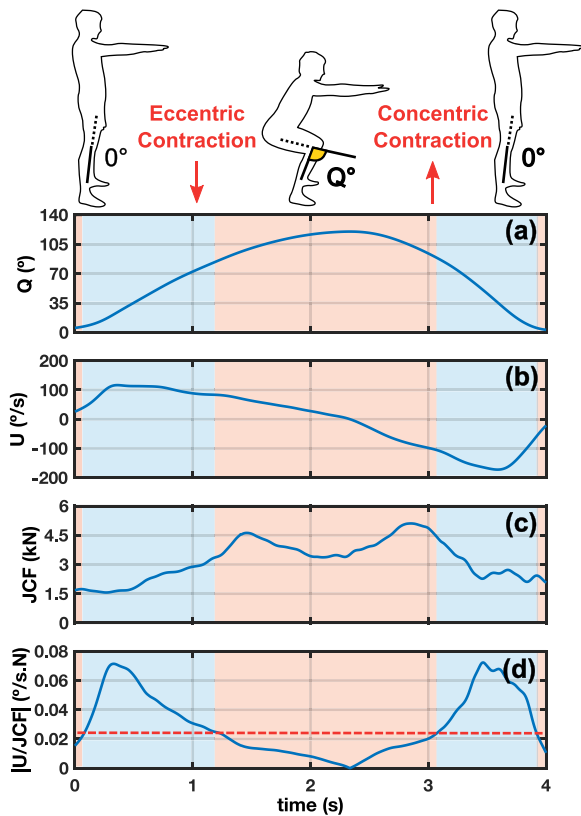 Eccentric Contraction
Concentric Contraction
0°
Q°
0°
(a)
Q (º)
140
105
70
35
0
(b)
U (º/s)
200
100
0
-100
-200
(c)
JCF (kN)
6
4.5
3
1.5
0
(d)
|U/JCF| (º/s.N)
0.08
0.06
0.04
0.02
0
0 1 2 3 4
time (s)